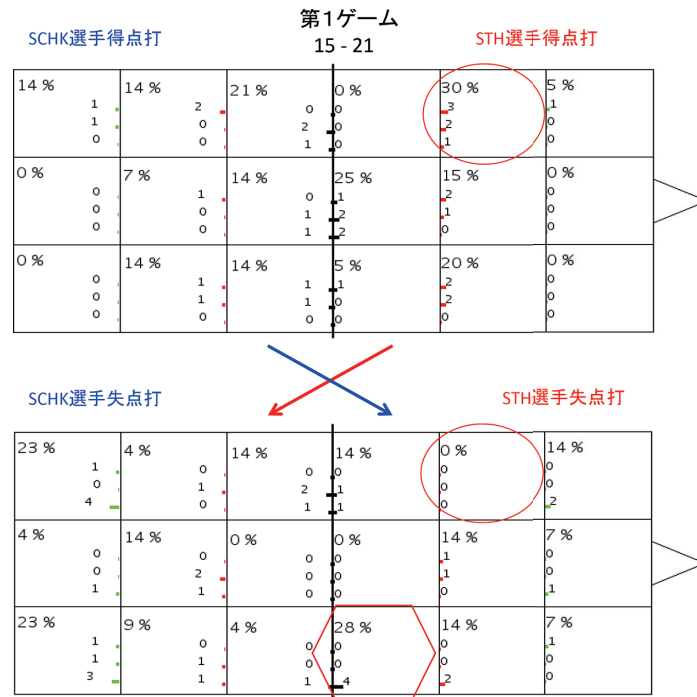 第1ゲーム
15 - 21
SCHK選手得点打
STH選手得点打
14 % 14 % 21 % 0 % 30 % 5 %
1 2 0 0 3 1
1 0 2 0 2 0
0 0 1 0 1 0
0 % 7 % 14 % 25 % 15 % 0 %
0 1 0 1 2 0
0 0 1 2 1 0
0 0 1 2 0 0
0 % 14 % 14 % 5 % 20 % 0 %
0 1 1 1 2 0
0 1 1 0 2 0
0 0 0 0 0 0
SCHK選手失点打
STH選手失点打
23 % 4 % 14 % 14 % 0 % 14 %
1 0 0 0 0 0
0 1 2 1 0 0
4 0 1 1 0 2
4 % 14 % 0 % 0 % 14 % 7 %
0 0 0 0 1 0
0 2 0 0 1 0
1 0 0 0 0 1
23 % 9 % 4 % 28 % 14 % 7 %
1 0 0 0 0 1
1 1 0 0 0 0
3 1 1 4 2 0